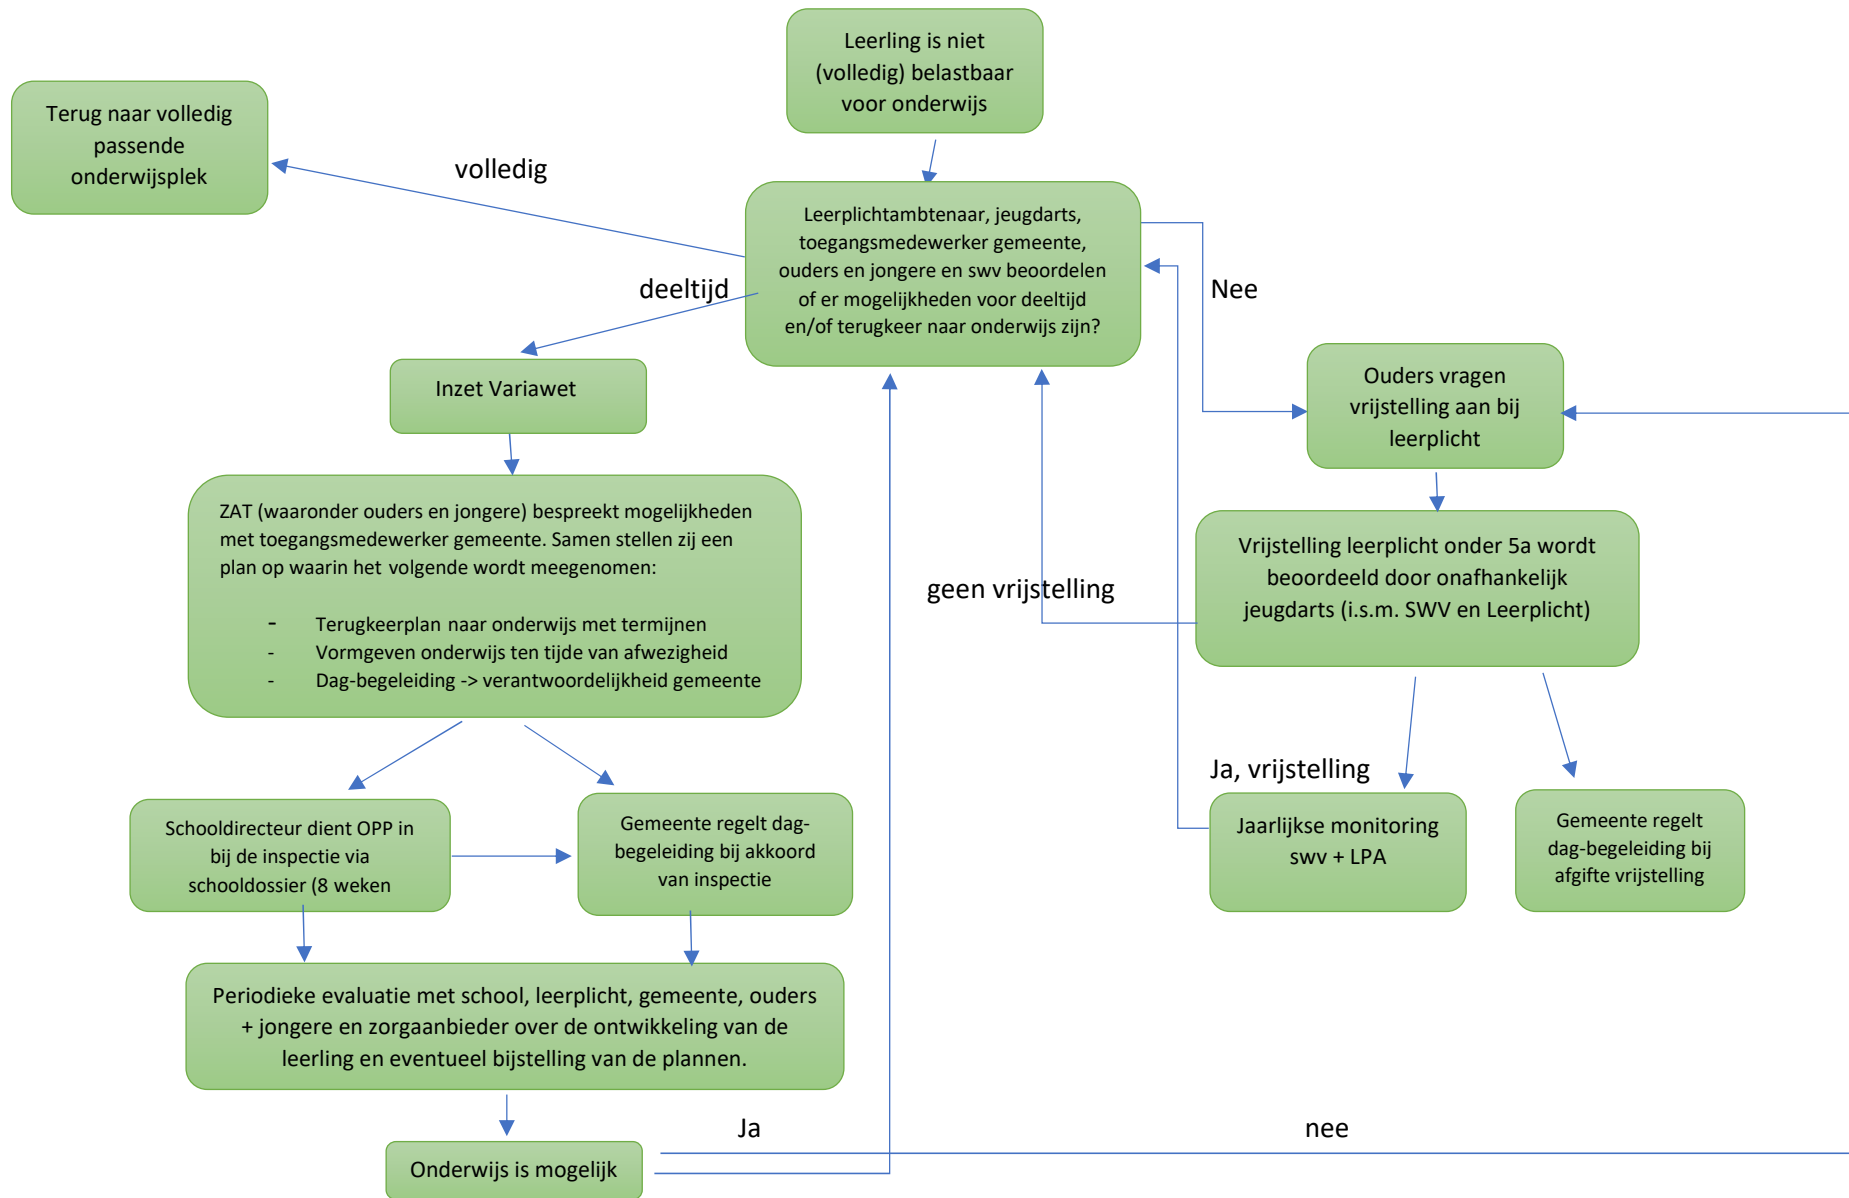 Leerling is niet
(volledig) belastbaar
voor onderwijs
Terug naar volledig
passende
onderwijsplek
volledig
Leerplichtambtenaar, jeugdarts,
toegangsmedewerker gemeente,
ouders en jongere en swv beoordelen
of er mogelijkheden voor deeltijd
en/of terugkeer naar onderwijs zijn?
deeltijd
Nee
Inzet Variawet
Ouders vragen
vrijstelling aan bij
leerplicht
ZAT (waaronder ouders en jongere) bespreekt mogelijkheden
met toegangsmedewerker gemeente. Samen stellen zij een
plan op waarin het volgende wordt meegenomen:
- Terugkeerplan naar onderwijs met termijnen
- Vormgeven onderwijs ten tijde van afwezigheid
- Dag-begeleiding -> verantwoordelijkheid gemeente
geen vrijstelling
Vrijstelling leerplicht onder 5a wordt
beoordeeld door onafhankelijk
jeugdarts (i.s.m. SWV en Leerplicht)
Ja, vrijstelling
Schooldirecteur dient OPP in
bij de inspectie via
schooldossier (8 weken
Gemeente regelt dag-
begeleiding bij akkoord
van inspectie
Jaarlijkse monitoring
swv + LPA
Gemeente regelt
dag-begeleiding bij
afgifte vrijstelling
Periodieke evaluatie met school, leerplicht, gemeente, ouders
+ jongere en zorgaanbieder over de ontwikkeling van de
leerling en eventueel bijstelling van de plannen.
Ja
nee
Onderwijs is mogelijk